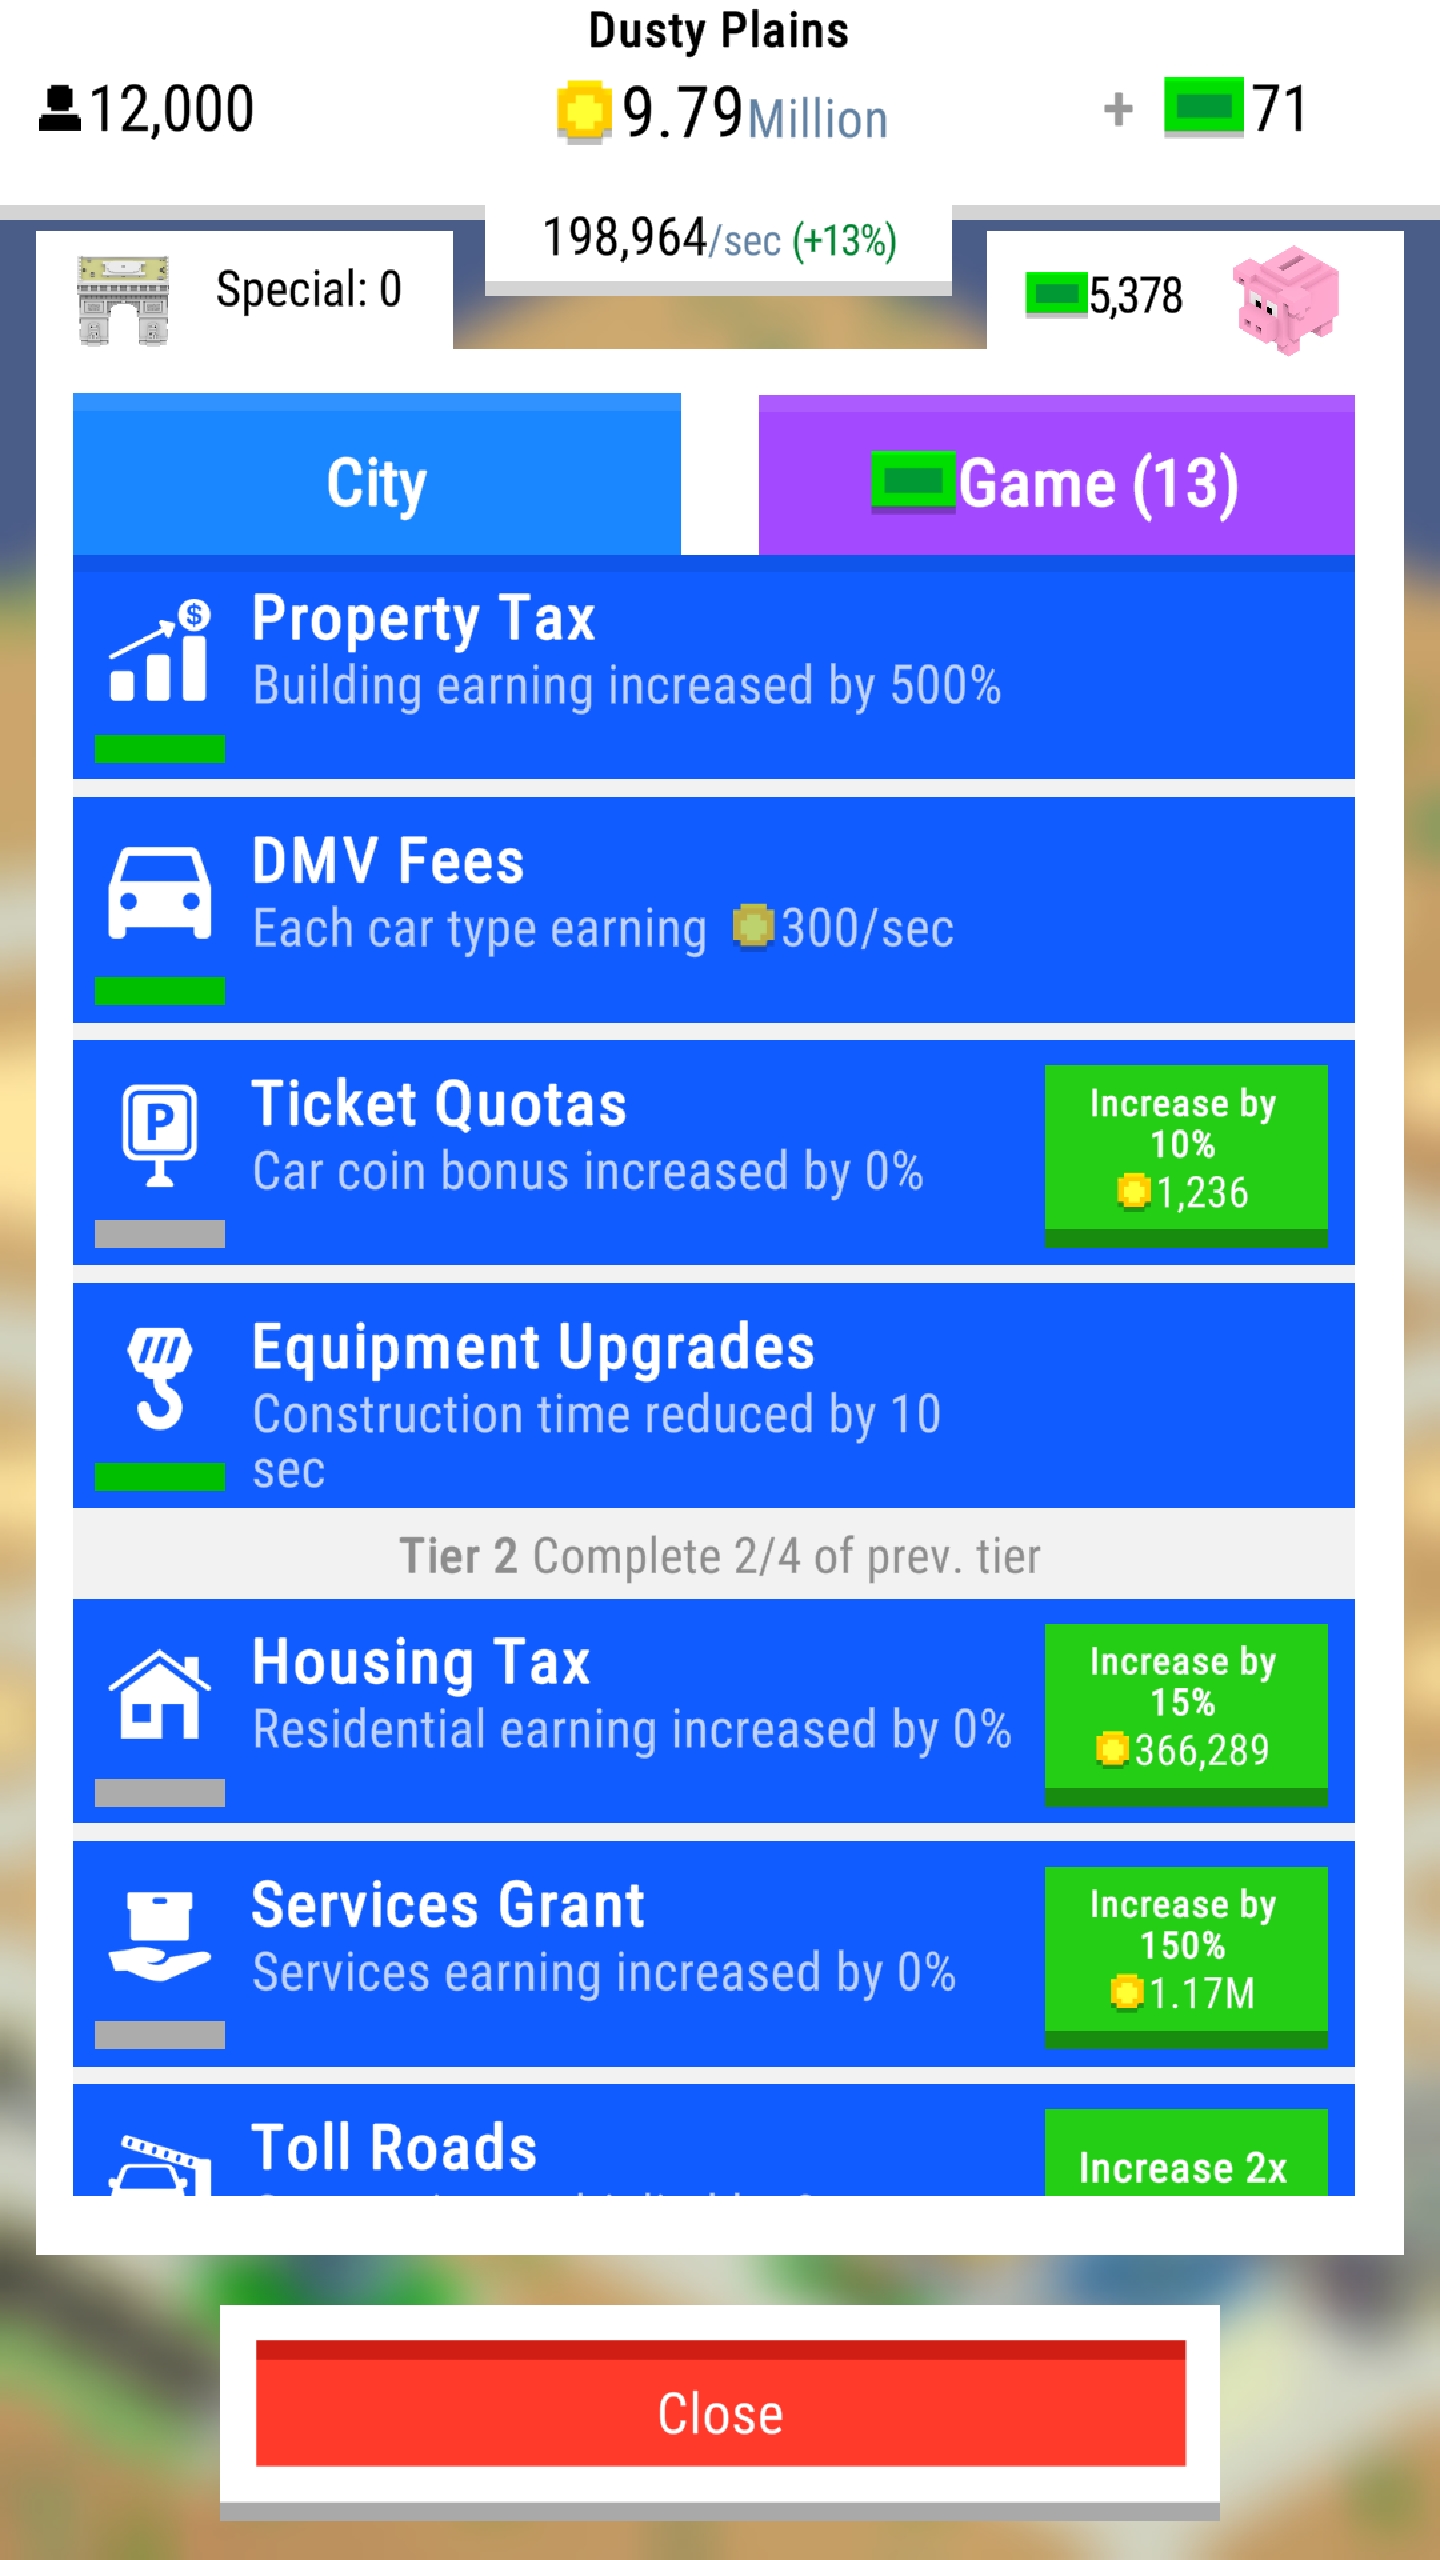 Dusty Plains
12,000
9.79Million
+ 71
198,964/sec (+13%)
Special: 0
5,378
City
Game (13)
$
Property Tax
Building earning increased by 500%
DMV Fees
Each car type earning 300/sec
P
Ticket Quotas
Car coin bonus increased by 0%
Increase by
10%
1,236
Equipment Upgrades
Construction time reduced by 10
sec
Tier 2 Complete 2/4 of prev. tier
Housing Tax
Residential earning increased by 0%
Increase by
15%
366,289
Services Grant
Services earning increased by 0%
Increase by
150%
1.17M
Toll Roads
Increase 2x
Close